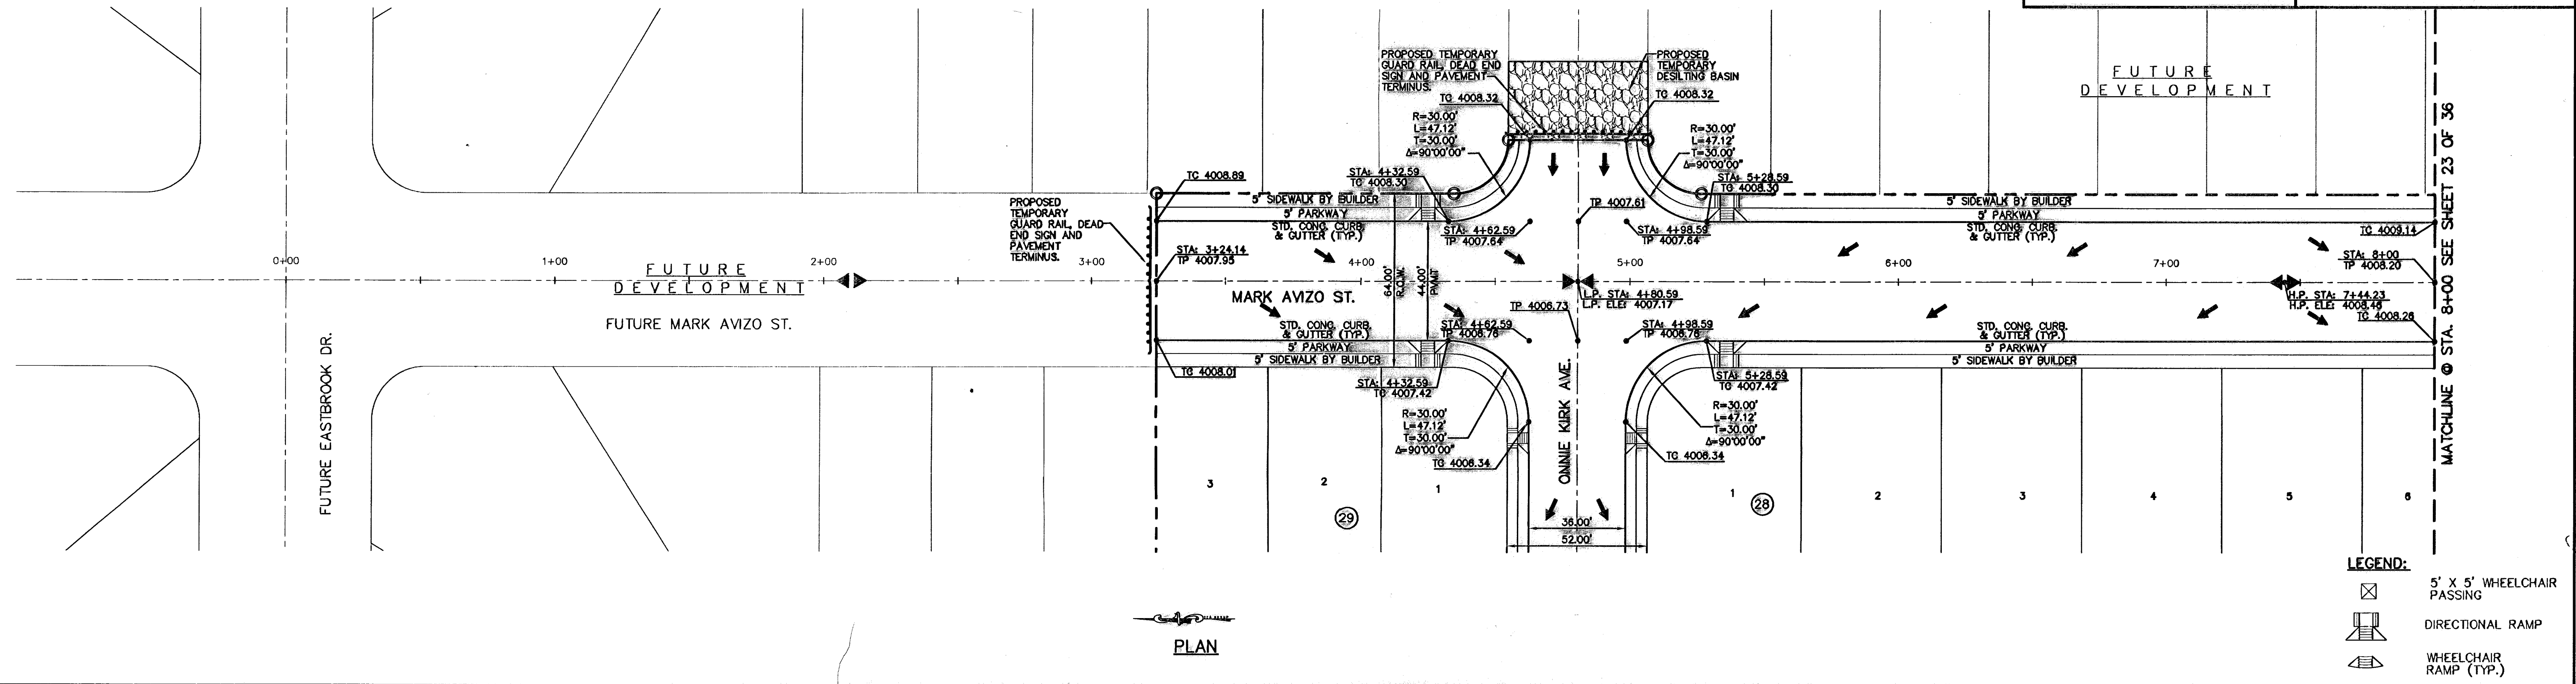 0+00
1+00
2+00
3+00
4+00
5+00
6+00
7+00
FUTURE EASTBROOK DR.
FUTURE
DEVELOPMENT
FUTURE MARK AVIZO ST.
PROPOSED
TEMPORARY
GUARD RAIL, DEAD
END SIGN AND
PAVEMENT
TERMINUS.
TC 4008.89
STA: 3+24.14
TP 4007.95
TC 4008.01
MARK AVIZO ST.
5' SIDEWALK BY BUILDER
5' PARKWAY
STD. CONC. CURB.
& GUTTER (TYP.)
64.00'
R.O.W.
44.00'
PVMT
STD. CONC. CURB.
& GUTTER (TYP.)
5' PARKWAY
5' SIDEWALK BY BUILDER
PROPOSED TEMPORARY
GUARD RAIL, DEAD END
SIGN AND PAVEMENT
TERMINUS.
TC 4008.32
PROPOSED
TEMPORARY
DESILTING BASIN
TC 4008.32
R=30.00'
L=47.12'
T=30.00'
Δ=90°00'00"
R=30.00'
L=47.12'
T=30.00'
Δ=90°00'00"
STA: 4+32.59
TC 4008.30
STA: 5+28.59
TC 4008.30
STA: 4+62.59
TP 4007.64
TP 4007.61
STA: 4+98.59
TP 4007.64
L.P. STA: 4+80.59
L.P. ELE: 4007.17
TP 4006.73
STA: 4+62.59
TP 4006.76
STA: 4+98.59
TP 4006.76
STA: 4+32.59
TC 4007.42
STA: 5+28.59
TC 4007.42
R=30.00'
L=47.12'
T=30.00'
Δ=90°00'00"
TC 4006.34
R=30.00'
L=47.12'
T=30.00'
Δ=90°00'00"
TC 4006.34
ONNIE KIRK AVE.
36.00'
52.00'
5' SIDEWALK BY BUILDER
5' PARKWAY
STD. CONC. CURB.
& GUTTER (TYP.)
STD. CONC. CURB.
& GUTTER (TYP.)
5' PARKWAY
5' SIDEWALK BY BUILDER
FUTURE
DEVELOPMENT
TC 4009.14
STA: 8+00
TP 4008.20
H.P. STA: 7+44.23
H.P. ELE: 4008.46
TC 4008.26
MATCHLINE @ STA. 8+00 SEE SHEET 23 OF 36
3
2
1
29
1
28
2
3
4
5
6
PLAN
LEGEND:
5' X 5' WHEELCHAIR
PASSING
DIRECTIONAL RAMP
WHEELCHAIR
RAMP (TYP.)